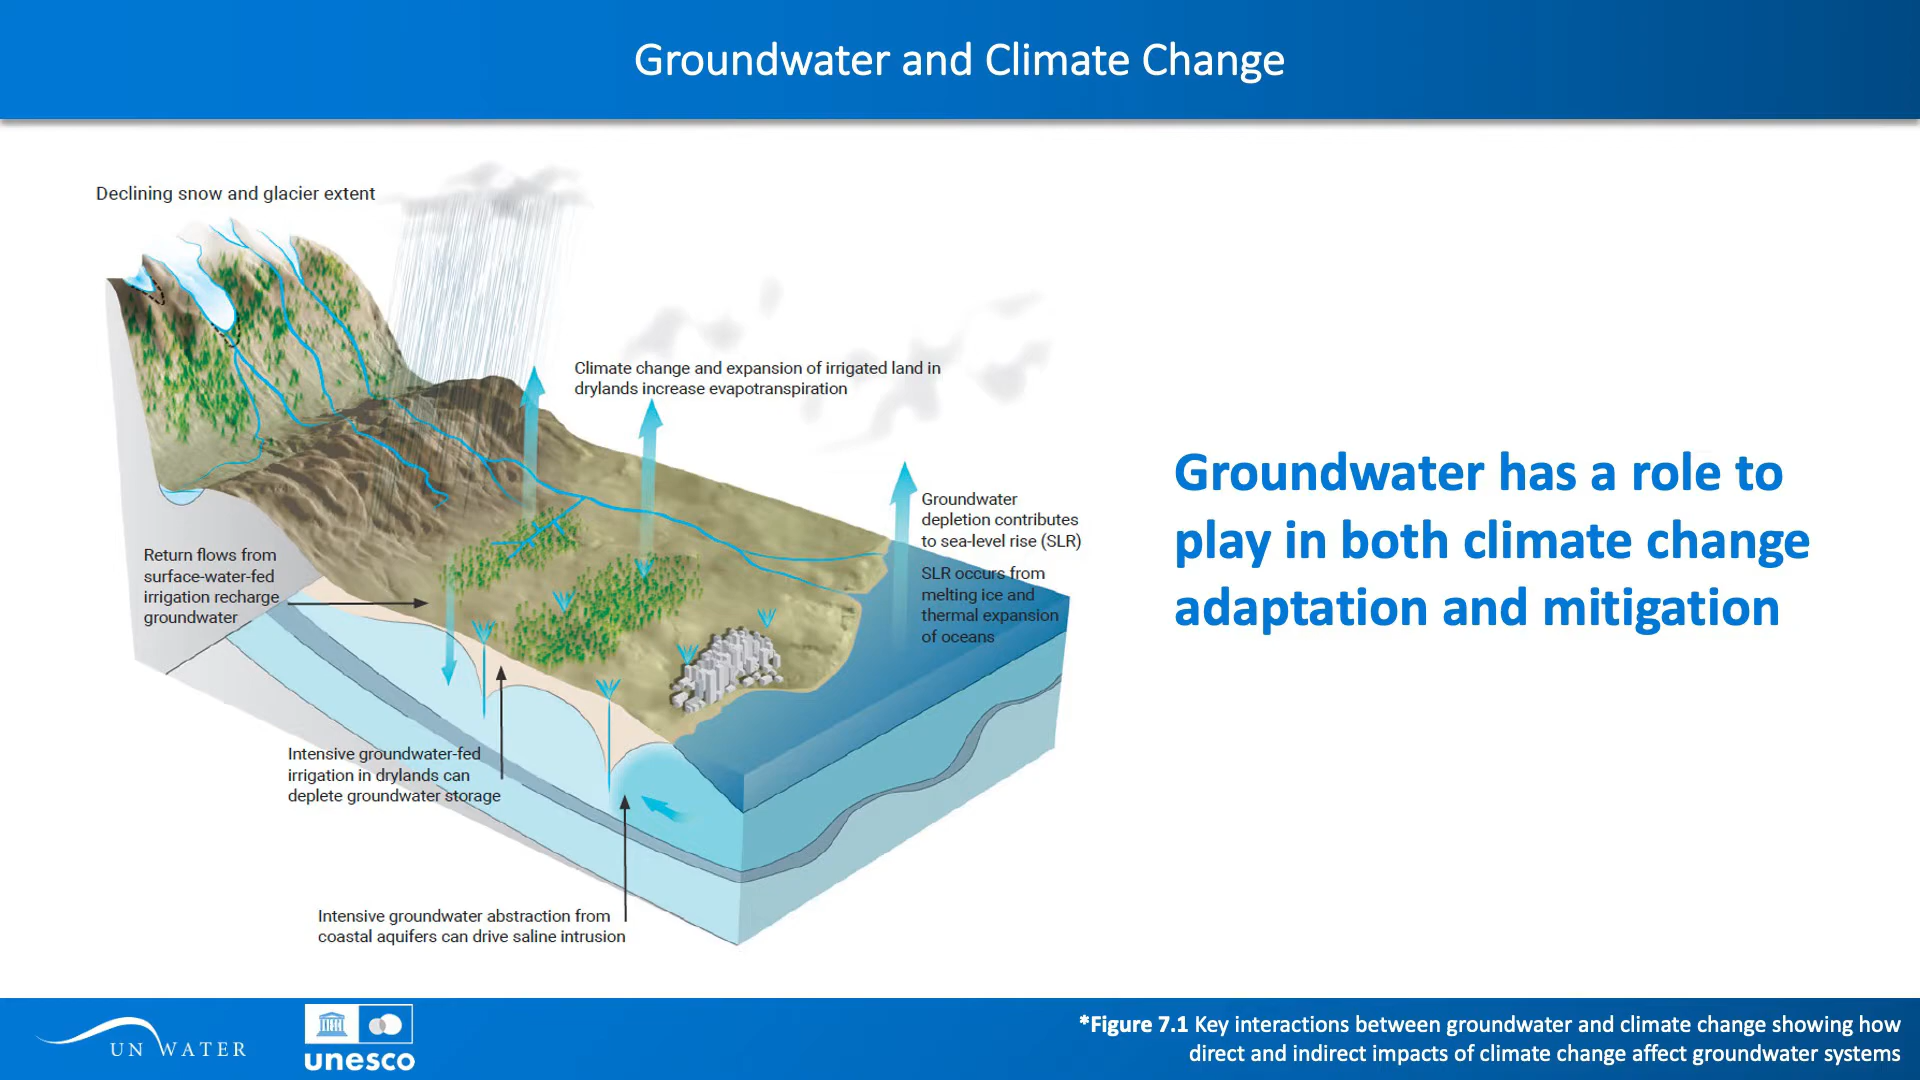 Groundwater and Climate Change
Declining snow and glacier extent
Climate change and expansion of irrigated land in
drylands increase evapotranspiration
Groundwater
depletion contributes
to sea-level rise (SLR)
SLR occurs from
melting ice and
thermal expansion
of oceans
Return flows from
surface-water-fed
irrigation recharge
groundwater
Intensive groundwater-fed
irrigation in drylands can
deplete groundwater storage
Intensive groundwater abstraction from
coastal aquifers can drive saline intrusion
Groundwater has a role to
play in both climate change
adaptation and mitigation
UN WATER
unesco
*Figure 7.1 Key interactions between groundwater and climate change showing how
direct and indirect impacts of climate change affect groundwater systems